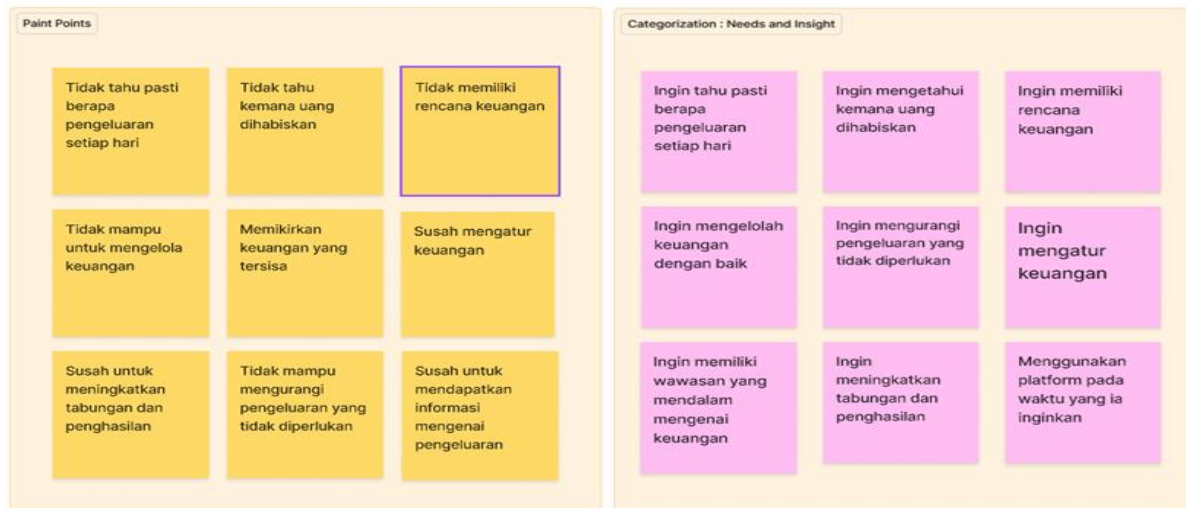 Paint Points
Tidak tahu pasti
berapa
pengeluaran
setiap hari
Tidak tahu
kemana uang
dihabiskan
Tidak memiliki
rencana keuangan
Tidak mampu
untuk mengelola
keuangan
Memikirkan
keuangan yang
tersisa
Susah mengatur
keuangan
Susah untuk
meningkatkan
tabungan dan
penghasilan
Tidak mampu
mengurangi
pengeluaran yang
tidak diperlukan
Susah untuk
mendapatkan
informasi
mengenai
pengeluaran
Categorization : Needs and Insight
Ingin tahu pasti
berapa
pengeluaran
setiap hari
Ingin mengetahui
kemana uang
dihabiskan
Ingin memiliki
rencana
keuangan
Ingin mengelolah
keuangan
dengan baik
Ingin mengurangi
pengeluaran yang
tidak diperlukan
Ingin
mengatur
keuangan
Ingin memiliki
wawasan yang
mendalam
mengenai
keuangan
Ingin
meningkatkan
tabungan dan
penghasilan
Menggunakan
platform pada
waktu yang ia
inginkan